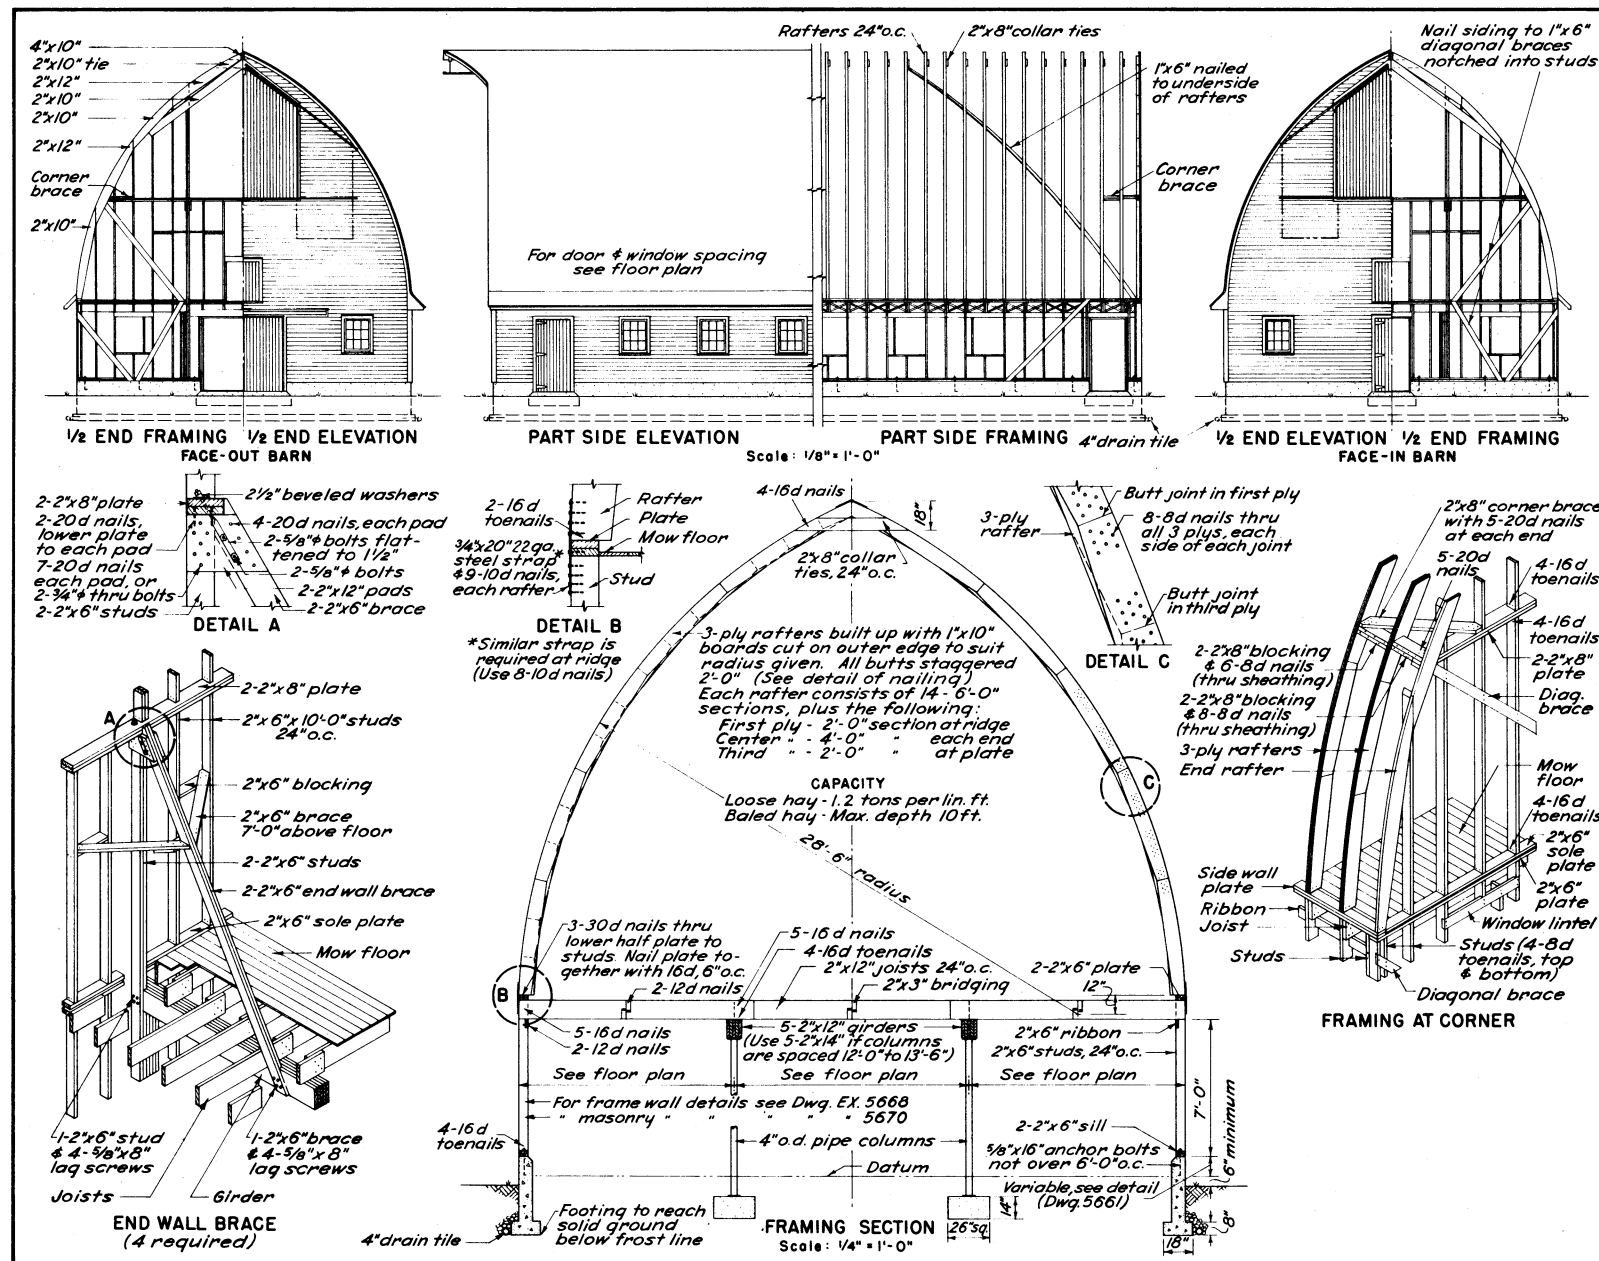 4"x10"
2"x10" tie
2"x12"
2"x10"
2"x10"
2"x12"
Corner
brace
2"x10"
1/2 END FRAMING
1/2 END ELEVATION
FACE-OUT BARN
For door & window spacing
see floor plan
PART SIDE ELEVATION
Rafters 24"o.c.
2"x8"collar ties
1"x6" nailed
to underside
of rafters
Corner
brace
PART SIDE FRAMING
Scale: 1/8" = 1'-0"
4"drain tile
Nail siding to 1"x6"
diagonal braces
notched into studs
1/2 END ELEVATION
1/2 END FRAMING
FACE-IN BARN
2-2"x8"plate
2-20d nails,
lower plate
to each pad
7-20d nails
each pad, or
2-3/4"ɸ thru bolts
2-2"x6"studs
2 1/2" beveled washers
4-20d nails, each pad
2-5/8"ɸ bolts flat-
tened to 1 1/2"
2-5/8"ɸ bolts
2-2"x12" pads
2-2"x6"brace
DETAIL A
2-16d
toenails
3/4"x20"22ga.
steel strap *
&9-10d nails,
each rafter
Rafter
Plate
Mow floor
Stud
DETAIL B
*Similar strap is
required at ridge
(Use 8-10d nails)
4-16d nails
18"
2"x8"collar
ties, 24"o.c.
3-ply
rafter
Butt joint in first ply
8-8d nails thru
all 3 plys, each
side of each joint
Butt joint
in third ply
DETAIL C
3-ply rafters built up with 1"x10"
boards cut on outer edge to suit
radius given. All butts staggered
2'-0" (See detail of nailing)
Each rafter consists of 14-6'-0"
sections, plus the following:
First ply - 2'-0"section at ridge
Center " - 4'-0" " each end
Third " - 2'-0" " at plate
CAPACITY
Loose hay - 1.2 tons per lin. ft.
Baled hay - Max. depth 10 ft.
28'-6" radius
C
2"x8" corner brace
with 5-20d nails
at each end
5-20d
nails
4-16d
toenails
4-16d
toenails
2-2"x8"
plate
Diag.
brace
2-2"x8"blocking
& 6-8d nails
(thru sheathing)
2-2"x8"blocking
&8-8d nails
(thru sheathing)
3-ply rafters
End rafter
Mow
floor
4-16d
toenails
2"x6"
sole
plate
2"x6"
plate
Side wall
plate
Ribbon
Joist
Studs
Window lintel
Studs (4-8d
toenails, top
& bottom)
Diagonal brace
FRAMING AT CORNER
A
2-2"x8"plate
2"x6"x10'-0"studs
24"o.c.
2"x6" blocking
2"x6" brace
7'-0"above floor
2-2"x6" studs
2-2"x6"end wall brace
2"x6" sole plate
Mow floor
1-2"x6"stud
& 4-5/8"x8"
lag screws
1-2"x6"brace
& 4-5/8"x8"
lag screws
Joists
Girder
END WALL BRACE
(4 required)
B
3-30d nails thru
lower half plate to
studs. Nail plate to-
gether with 16d, 6"o.c.
2-12d nails
5-16d nails
4-16d toenails
2"x12"joists 24"o.c.
2"x3" bridging
2-2"x6"plate
12"
5-16d nails
2-12d nails
5-2"x12" girders
(Use 5-2"x14" if columns
are spaced 12'-0"to 13'-6")
2"x6" ribbon
2"x6"studs, 24"o.c.
See floor plan
See floor plan
See floor plan
For frame wall details see Dwg. EX. 5668
" masonry " " " " " 5670
4-16d
toenails
4"o.d. pipe columns
Datum
2-2"x6"sill
5/8"x16"anchor bolts
not over 6'-0"o.c.
Variable, see detail
(Dwg. 5661)
7'-0"
6"minimum
8"
18"
14"
26"sq.
Footing to reach
solid ground
below frost line
4"drain tile
FRAMING SECTION
Scale: 1/4" = 1'-0"